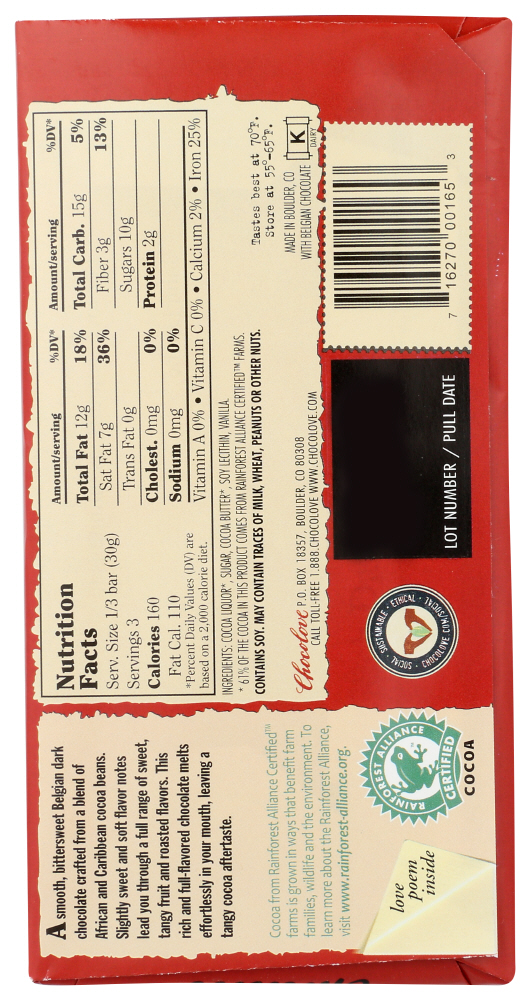 A smooth, bittersweet Belgian dark
chocolate crafted from a blend of
African and Caribbean cocoa beans.
Slightly sweet and soft flavor notes
lead you through a full range of sweet,
tangy fruit and roasted flavors. This
rich and full-flavored chocolate melts
effortlessly in your mouth, leaving a
tangy cocoa aftertaste.
Cocoa from Rainforest Alliance Certified™
farms is grown in ways that benefit farm
families, wildlife and the environment. To
learn more about the Rainforest Alliance,
visit www.rainforest-alliance.org.
love
poem
inside
RAINFOREST ALLIANCE
CERTIFIED
COCOA
Nutrition
Facts
Serv. Size 1/3 bar (30g)
Servings 3
Calories 160
Fat Cal. 110
*Percent Daily Values (DV) are
based on a 2,000 calorie diet.
Amount/serving %DV*
Total Fat 12g 18%
Sat Fat 7g 36%
Trans Fat 0g
Cholest. 0mg 0%
Sodium 0mg 0%
Amount/serving %DV*
Total Carb. 15g 5%
Fiber 3g 13%
Sugars 10g
Protein 2g
Vitamin A 0% • Vitamin C 0% • Calcium 2% • Iron 25%
INGREDIENTS: COCOA LIQUOR*, SUGAR, COCOA BUTTER*, SOY LECITHIN, VANILLA.
* 61% OF THE COCOA IN THIS PRODUCT COMES FROM RAINFOREST ALLIANCE CERTIFIED™ FARMS.
CONTAINS SOY. MAY CONTAIN TRACES OF MILK, WHEAT, PEANUTS OR OTHER NUTS.
Tastes best at 70°F.
Store at 55°-65°F.
MADE IN BOULDER, CO
WITH BELGIAN CHOCOLATE
K
DAIRY
Chocolove P.O. BOX 18357, BOULDER, CO 80308
CALL TOLL-FREE 1.888.CHOCOLOVE WWW.CHOCOLOVE.COM
SOCIAL • SUSTAINABLE • ETHICAL
CHOCOLOVE.COM/SOCIAL
LOT NUMBER / PULL DATE
7 16270 00165 3